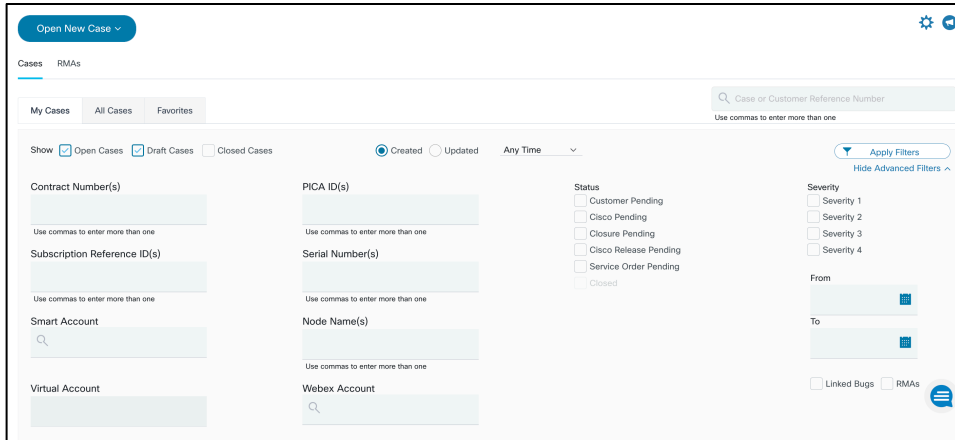 Open New Case
Cases RMAs
My Cases All Cases Favorites
Case or Customer Reference Number
Use commas to enter more than one
Show Open Cases Draft Cases Closed Cases Created Updated Any Time
Apply Filters
Hide Advanced Filters
Contract Number(s)
Use commas to enter more than one
Subscription Reference ID(s)
Use commas to enter more than one
Smart Account
Virtual Account
PICA ID(s)
Use commas to enter more than one
Serial Number(s)
Use commas to enter more than one
Node Name(s)
Use commas to enter more than one
Webex Account
Status
Customer Pending
Cisco Pending
Closure Pending
Cisco Release Pending
Service Order Pending
Closed
Severity
Severity 1
Severity 2
Severity 3
Severity 4
From
To
Linked Bugs RMAs